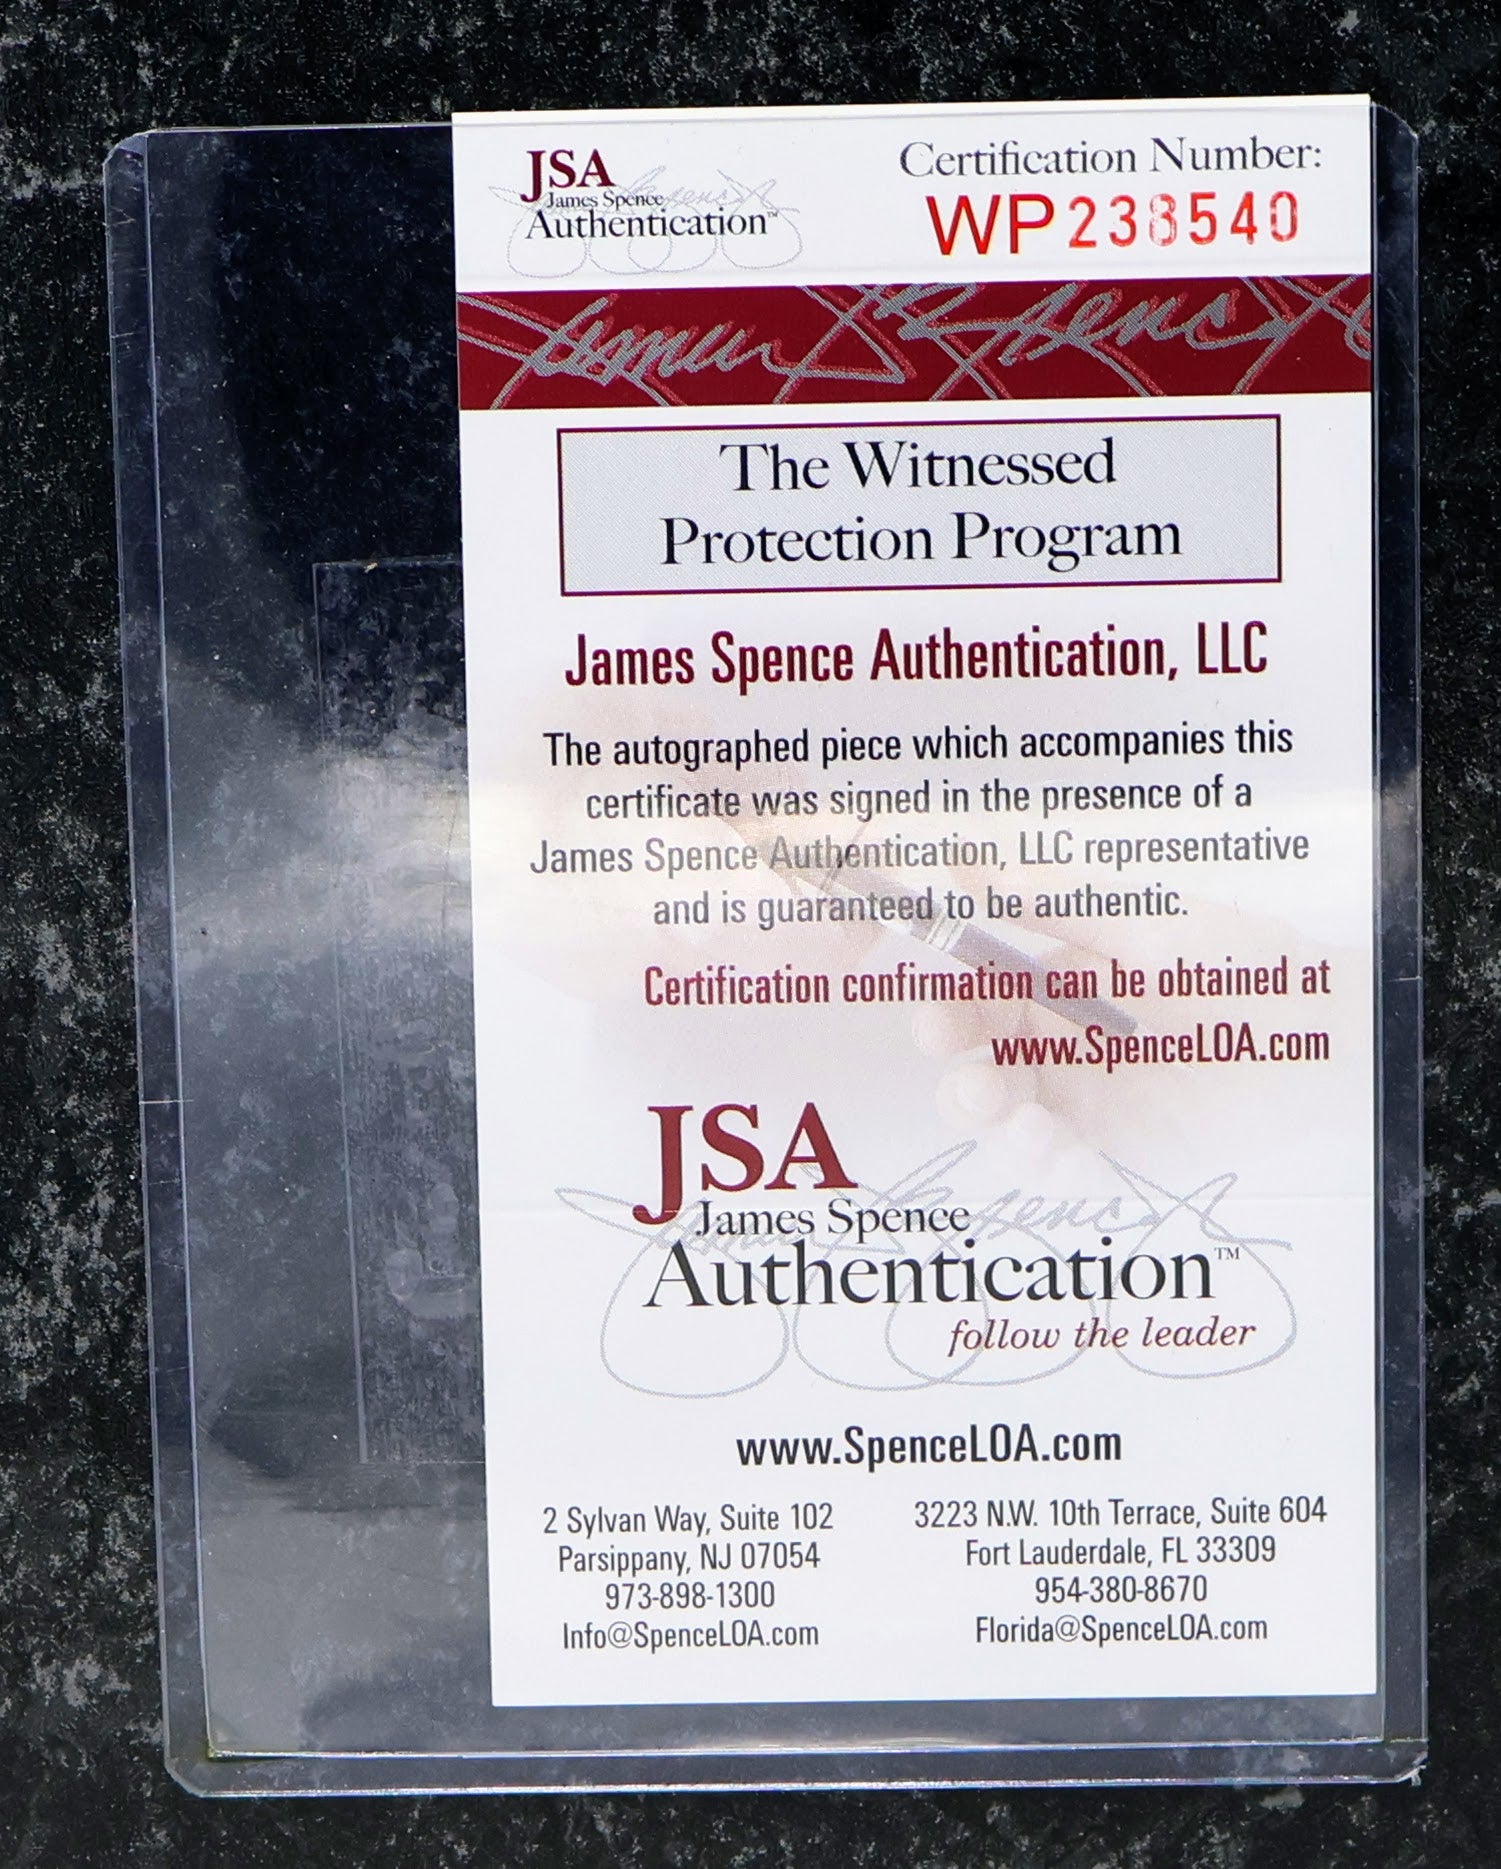 JSA
James Spence
Authentication™
Certification Number:
WP238540
James Spence
The Witnessed
Protection Program
James Spence Authentication, LLC
The autographed piece which accompanies this
certificate was signed in the presence of a
James Spence Authentication, LLC representative
and is guaranteed to be authentic.
Certification confirmation can be obtained at
www.SpenceLOA.com
JSA
James Spence
Authentication™
follow the leader
www.SpenceLOA.com
2 Sylvan Way, Suite 102
Parsippany, NJ 07054
973-898-1300
Info@SpenceLOA.com
3223 N.W. 10th Terrace, Suite 604
Fort Lauderdale, FL 33309
954-380-8670
Florida@SpenceLOA.com